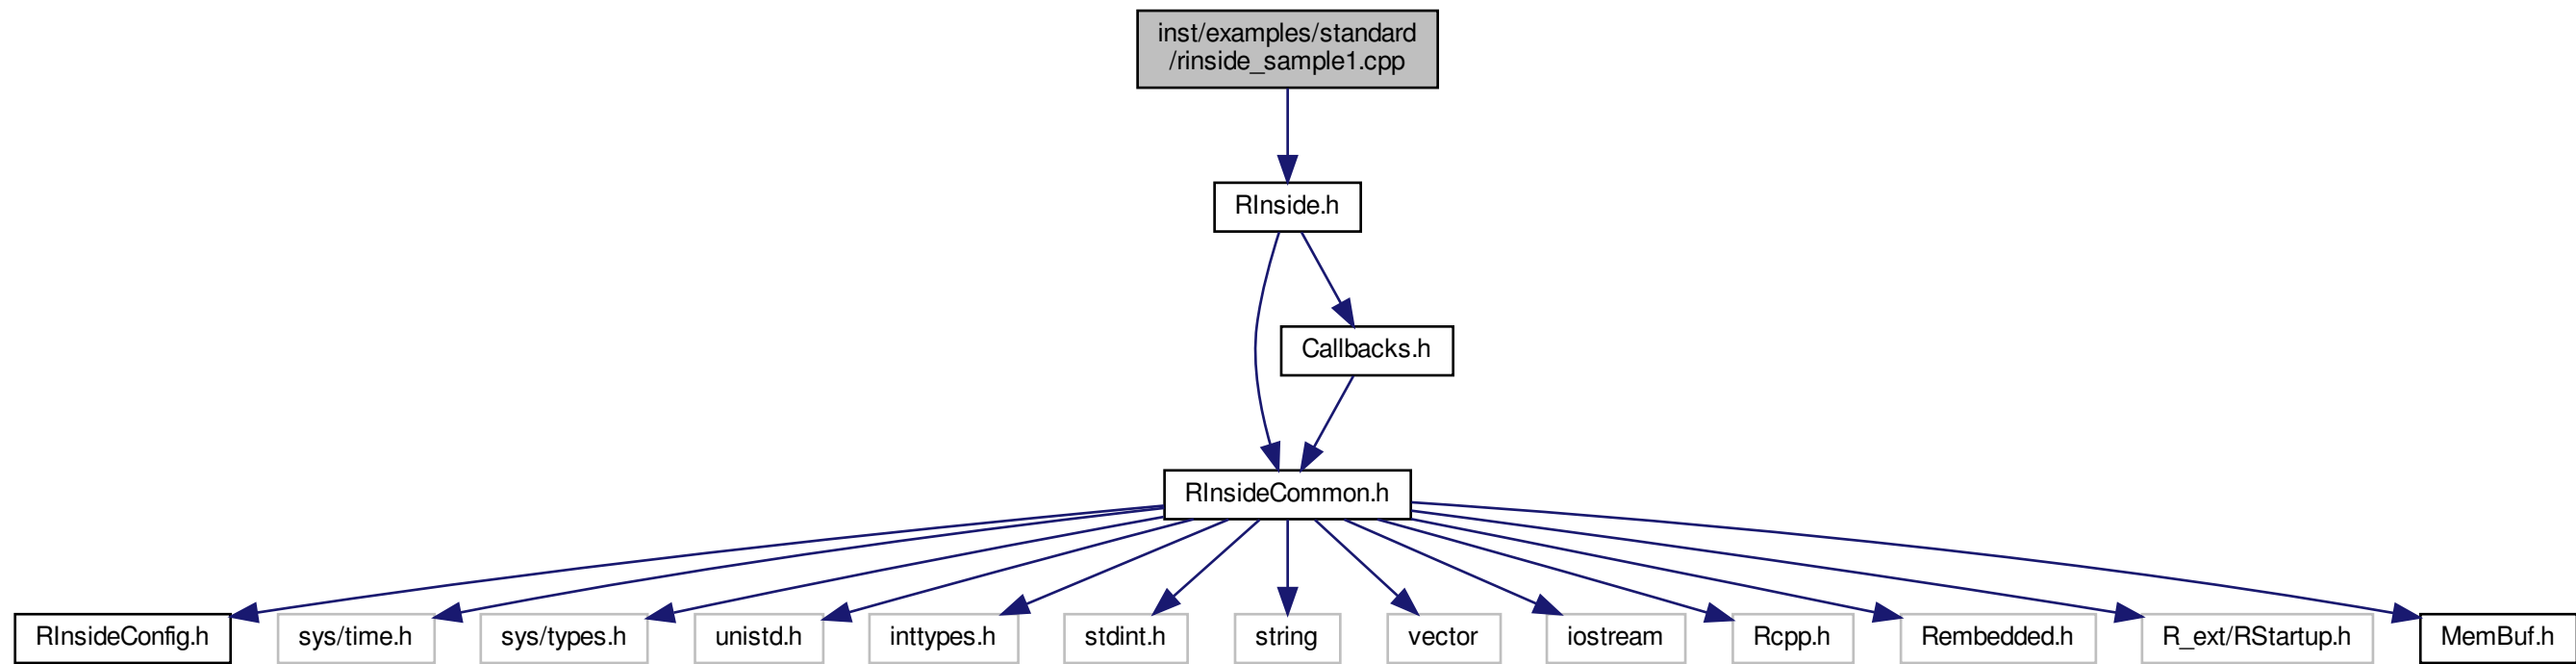 inst/examples/standard
/rinside_sample1.cpp
RInside.h
Callbacks.h
RInsideCommon.h
RInsideConfig.h
sys/time.h
sys/types.h
unistd.h
inttypes.h
stdint.h
string
vector
iostream
Rcpp.h
Rembedded.h
R_ext/RStartup.h
MemBuf.h